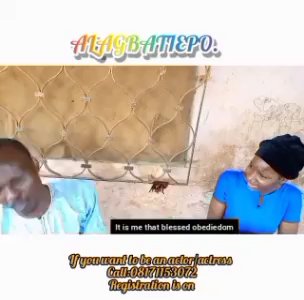 ALAGBATIEPO.
It is me that blessed obediedom
If you want to be an actor/actress
Call:08171153072
Registration is on